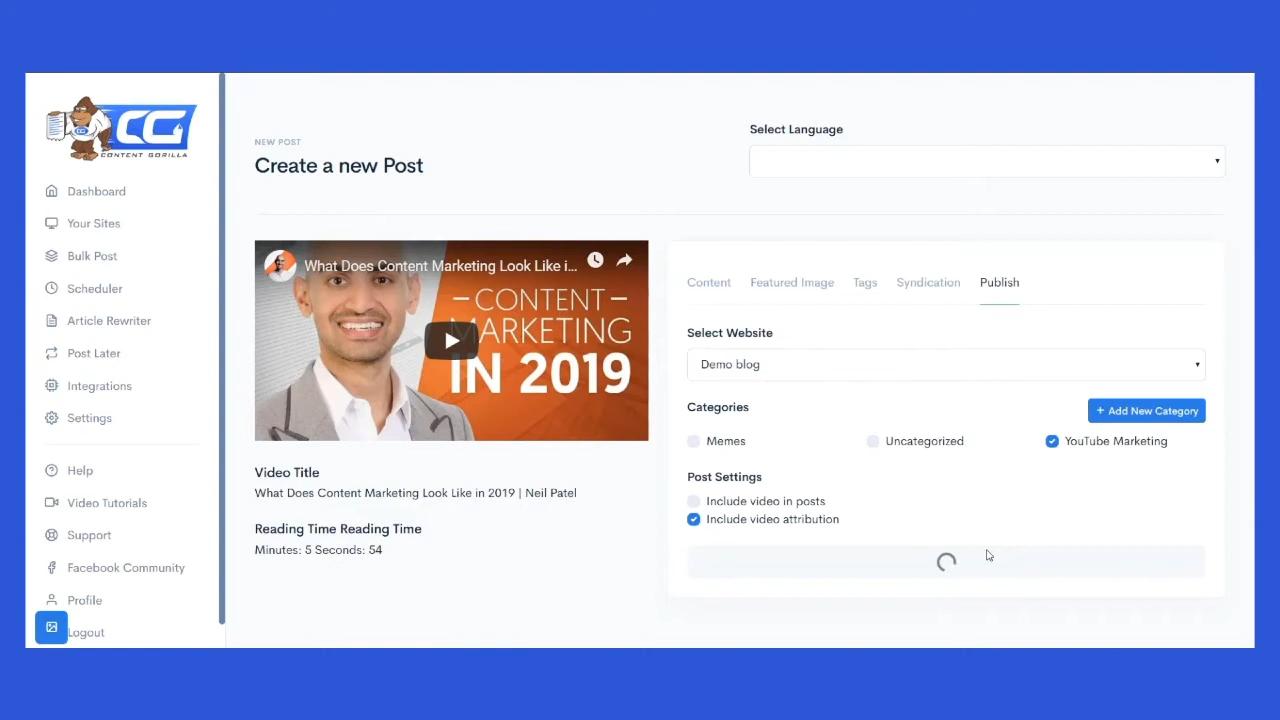 CG
CONTENT GORILLA
Dashboard
Your Sites
Bulk Post
Scheduler
Article Rewriter
Post Later
Integrations
Settings
Help
Video Tutorials
Support
Facebook Community
Profile
Logout
NEW POST
Create a new Post
Select Language
What Does Content Marketing Look Like i...
– CONTENT –
MARKETING
IN 2019
Video Title
What Does Content Marketing Look Like in 2019 | Neil Patel
Reading Time Reading Time
Minutes: 5 Seconds: 54
Content Featured Image Tags Syndication Publish
Select Website
Demo blog
Categories
+ Add New Category
Memes Uncategorized YouTube Marketing
Post Settings
Include video in posts
Include video attribution